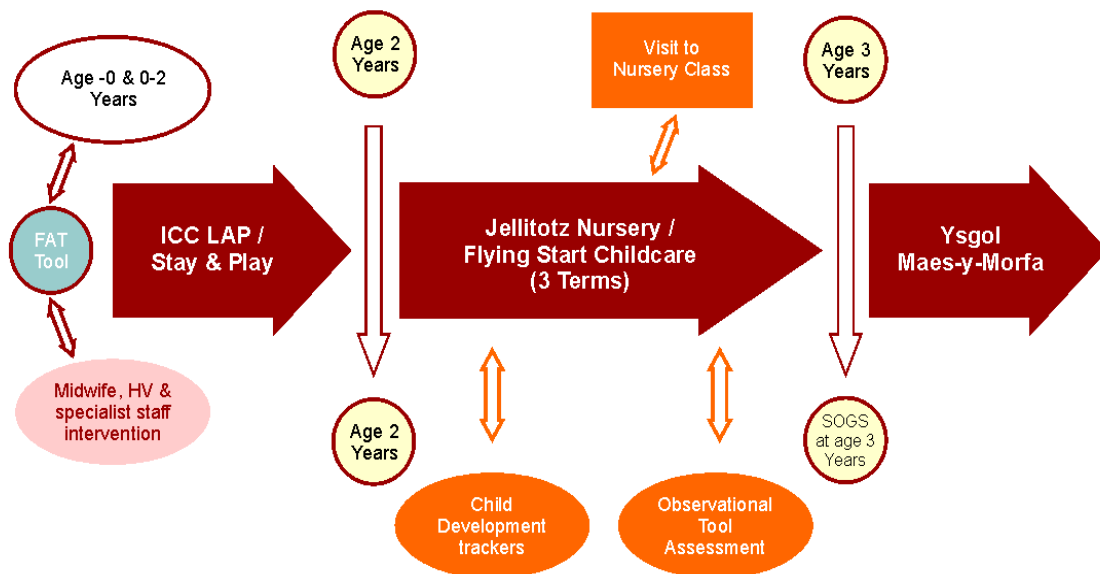 Age -0 & 0-2
Years
FAT
Tool
Midwife, HV &
specialist staff
intervention
ICC LAP /
Stay & Play
Age 2
Years
Age 2
Years
Jellitotz Nursery /
Flying Start Childcare
(3 Terms)
Visit to
Nursery Class
Child
Development
trackers
Observational
Tool
Assessment
Age 3
Years
SOGS
at age 3
Years
Ysgol
Maes-y-Morfa